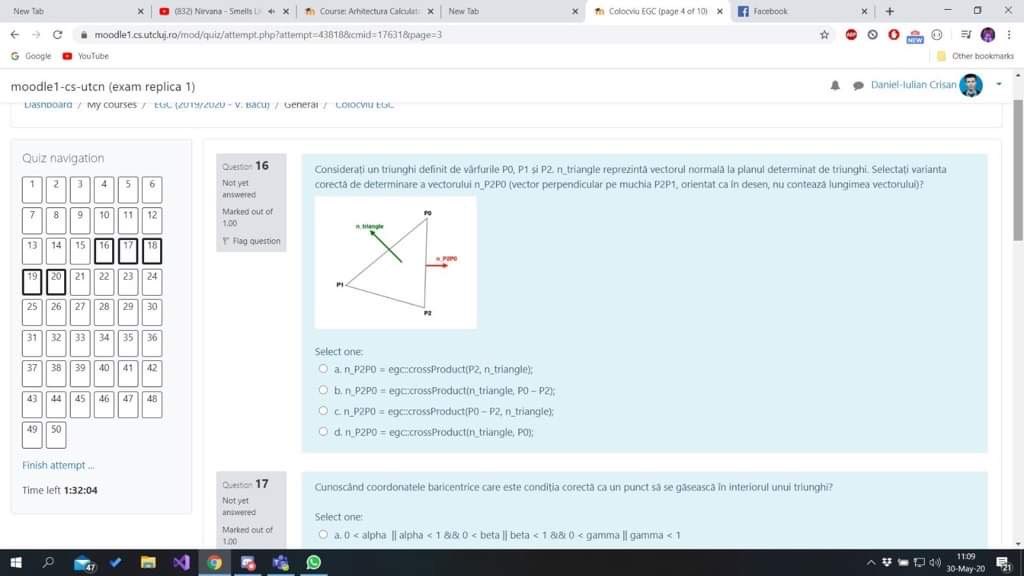 New Tab
(832) Nirvana - Smells Li
Course: Arhitectura Calculat
New Tab
Colocviu EGC (page 4 of 10)
Facebook
moodle1.cs.utcluj.ro/mod/quiz/attempt.php?attempt=43818&cmid=17631&page=3
ABP
NEW
Google
YouTube
Other bookmarks
moodle1-cs-utcn (exam replica 1)
Daniel-Iulian Crisan
Dashboard / My courses / EGC (2019/2020 - V. Bacu) / General / Colocviu EGC
Quiz navigation
1 2 3 4 5 6
7 8 9 10 11 12
13 14 15 16 17 18
19 20 21 22 23 24
25 26 27 28 29 30
31 32 33 34 35 36
37 38 39 40 41 42
43 44 45 46 47 48
49 50
Finish attempt ...
Time left 1:32:04
Question 16
Not yet
answered
Marked out of
1.00
Flag question
Considerați un triunghi definit de vârfurile P0, P1 și P2. n_triangle reprezintă vectorul normală la planul determinat de triunghi. Selectați varianta
corectă de determinare a vectorului n_P2P0 (vector perpendicular pe muchia P2P1, orientat ca în desen, nu contează lungimea vectorului)?
P0
n_triangle
n_P2P0
P1
P2
Select one:
a. n_P2P0 = egc::crossProduct(P2, n_triangle);
b. n_P2P0 = egc::crossProduct(n_triangle, P0 – P2);
c. n_P2P0 = egc::crossProduct(P0 – P2, n_triangle);
d. n_P2P0 = egc::crossProduct(n_triangle, P0);
Question 17
Not yet
answered
Marked out of
1.00
Cunoscând coordonatele baricentrice care este condiția corectă ca un punct să se găsească în interiorul unui triunghi?
Select one:
a. 0 < alpha || alpha < 1 && 0 < beta || beta < 1 && 0 < gamma || gamma < 1
47
11:09
30-May-20
21